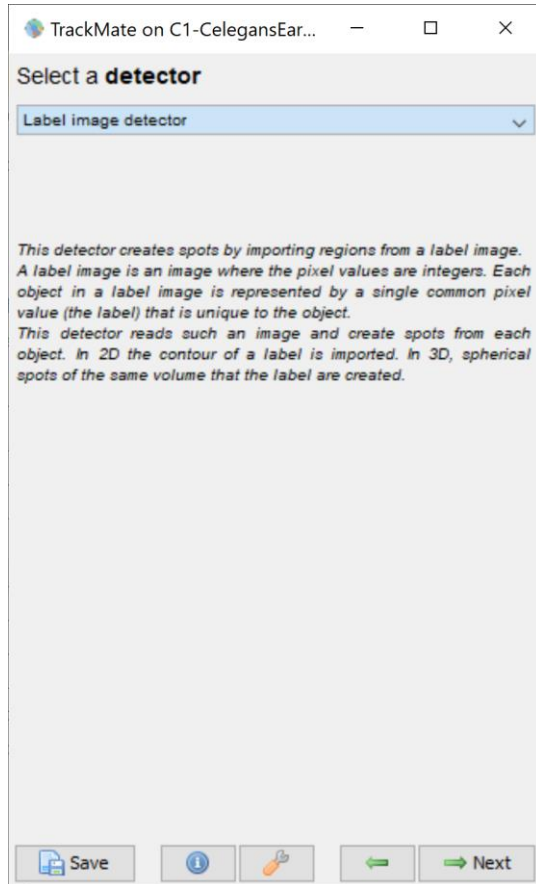 TrackMate on C1-CelegansEar...
Select a detector
Label image detector
This detector creates spots by importing regions from a label image.
A label image is an image where the pixel values are integers. Each
object in a label image is represented by a single common pixel
value (the label) that is unique to the object.
This detector reads such an image and create spots from each
object. In 2D the contour of a label is imported. In 3D, spherical
spots of the same volume that the label are created.
Save
Next